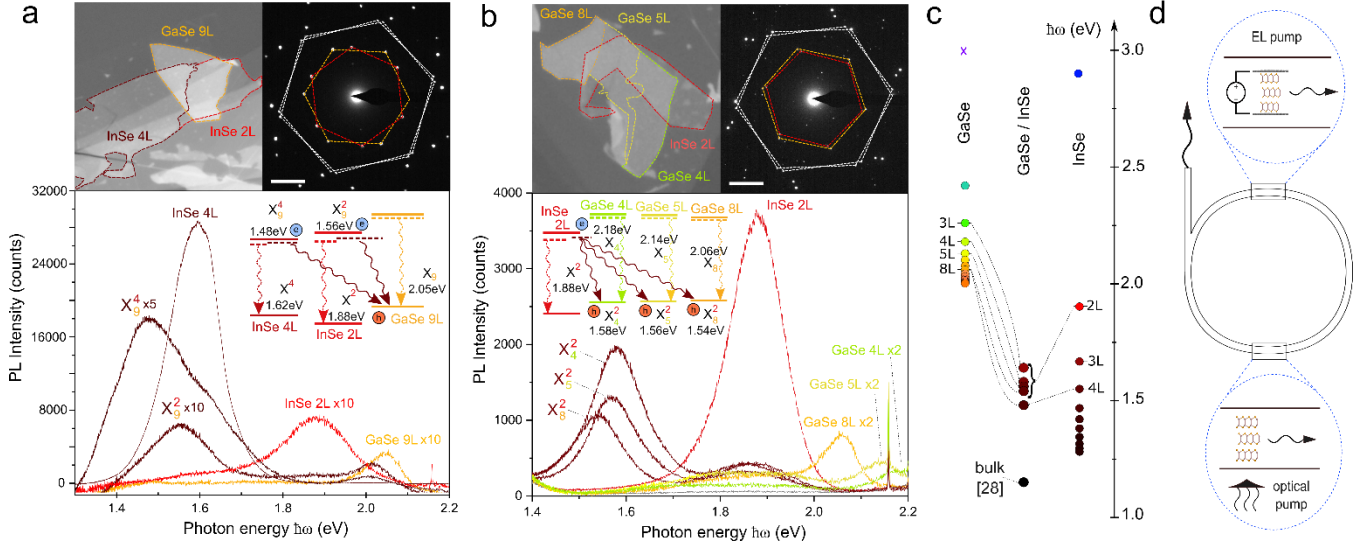 a
GaSe 9L
InSe 4L
InSe 2L
PL Intensity (counts)
32000
24000
16000
8000
0
1.4
1.6
1.8
2.0
2.2
Photon energy ħω (eV)
InSe 4L
X₉⁴ x5
X₉² x10
InSe 2L x10
GaSe 9L x10
X₉⁴
1.48eV
e
X₉²
1.56eV
e
X⁴
1.62eV
X²
1.88eV
X₉
2.05eV
h
InSe 4L
InSe 2L
GaSe 9L
b
GaSe 8L
GaSe 5L
InSe 2L
GaSe 4L
PL Intensity (counts)
4000
3000
2000
1000
0
1.4
1.6
1.8
2.0
2.2
Photon energy ħω (eV)
InSe
2L
GaSe 4L
GaSe 5L
GaSe 8L
e
2.18eV
X₄
2.14eV
X₅
2.06eV
X₈
X²
1.88eV
h
h
h
X₄²
1.58eV
X₅²
1.56eV
X₈²
1.54eV
InSe 2L
X₄²
X₅²
X₈²
GaSe 4L x2
GaSe 5L x2
GaSe 8L x2
c
GaSe
GaSe / InSe
InSe
ħω (eV)
x
3.0
2.5
2.0
1.5
1.0
3L
4L
5L
8L
2L
3L
4L
bulk
[28]
d
EL pump
optical
pump